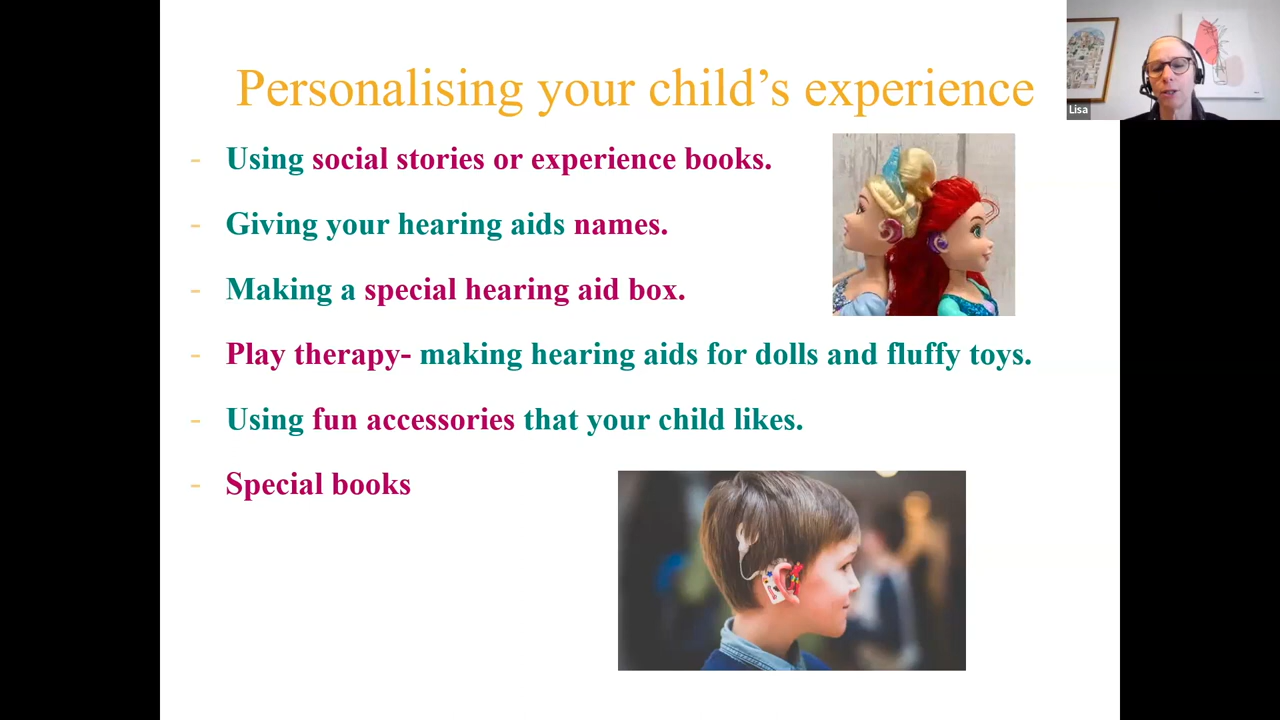 Personalising your child's experience
- Using social stories or experience books.
- Giving your hearing aids names.
- Making a special hearing aid box.
- Play therapy- making hearing aids for dolls and fluffy toys.
- Using fun accessories that your child likes.
- Special books
Lisa